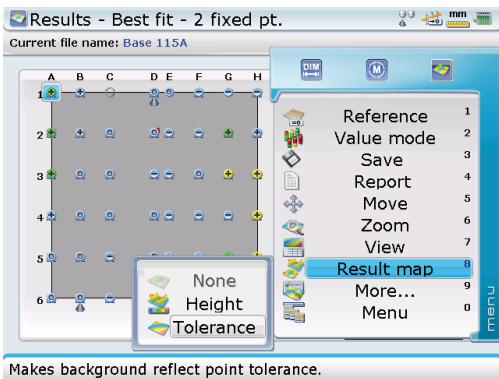 Results - Best fit - 2 fixed pt.
mm
Current file name: Base 115A
DIM
M
A B C D E F G H
1
2
3
4
5
6
Reference 1
Value mode 2
Save 3
Report 4
Move 5
Zoom 6
View 7
Result map 8
More... 9
Menu 0
menu
None
Height
Tolerance
Makes background reflect point tolerance.